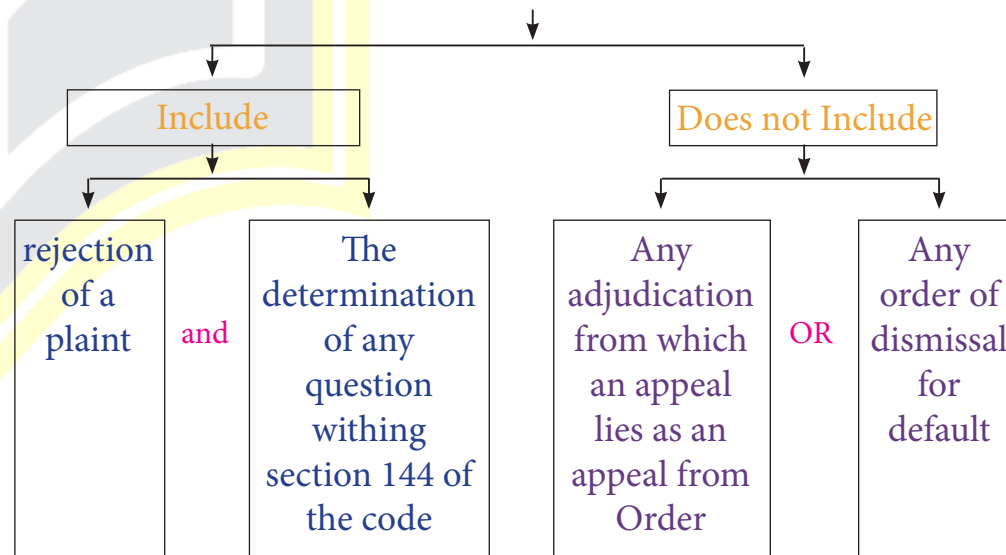 Include
Does not Include
rejection
of a
plaint
and
The
determination
of any
question
withing
section 144 of
the code
Any
adjudication
from which
an appeal
lies as an
appeal from
Order
OR
Any
order of
dismissal
for
default